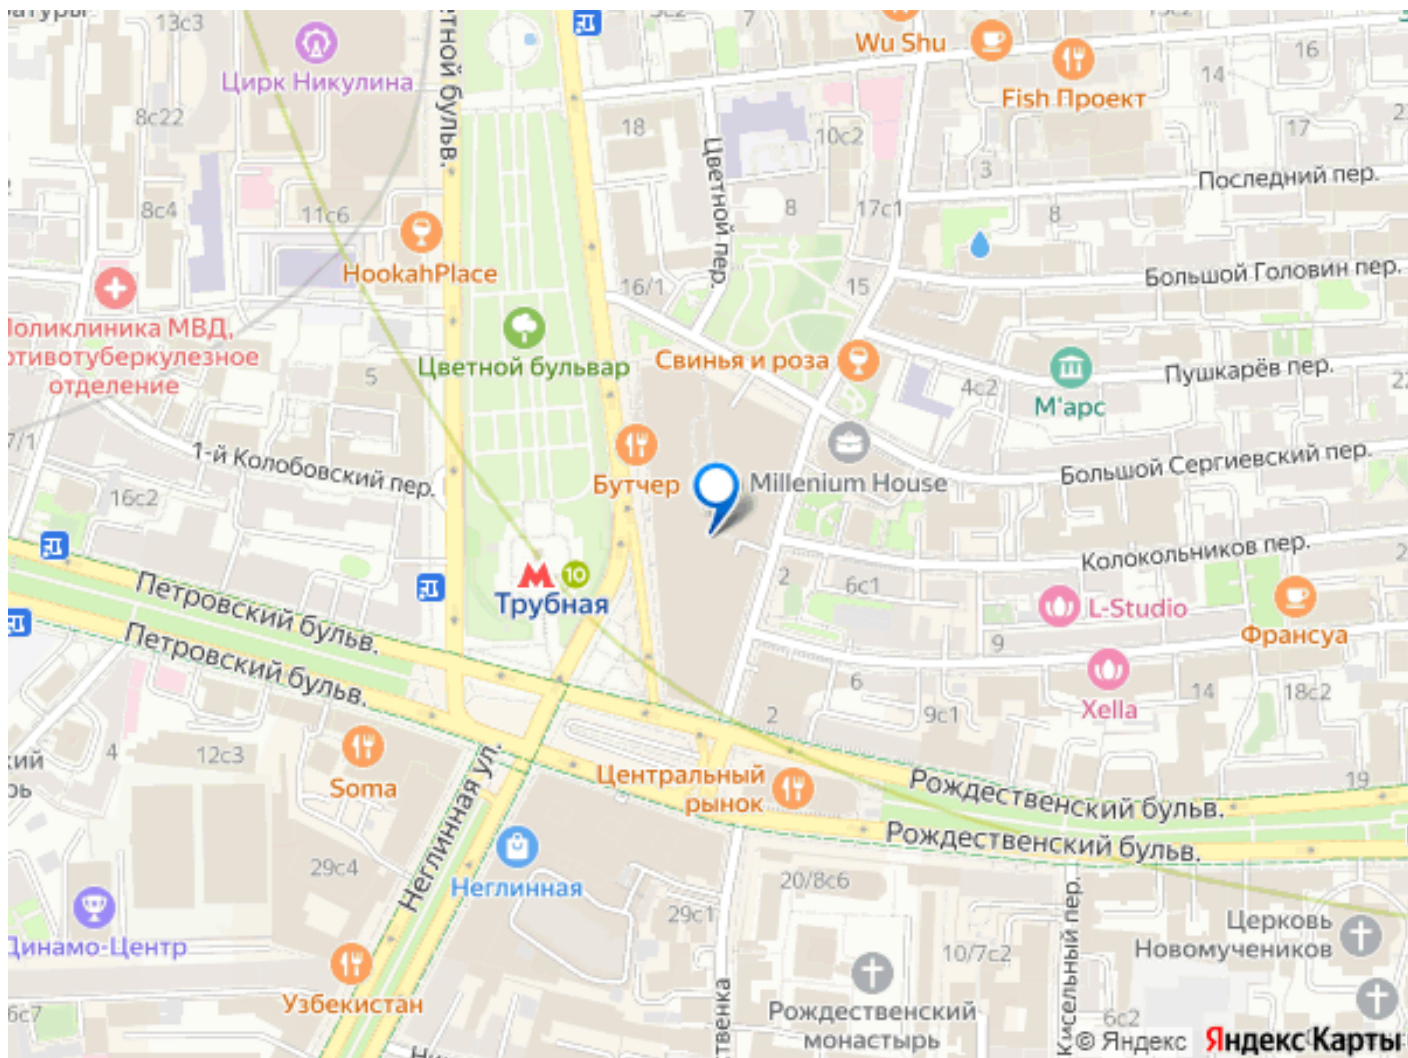 13с3
Цирк Никулина
8с22
8с4
11с6
HookahPlace
Wu Shu
Fish Проект
16
14
17
18
10с2
3
Последний пер.
Цветной пер.
8
17с1
8
Большой Головин пер.
16/1
15
Поликлиника МВД,
отделение
Цветной бульвар
Свинья и роза
5
4с2
М'арс
Пушкарёв пер.
7/1
1-й Колобовский пер.
16с2
Бутчер
Millenium House
Большой Сергиевский пер.
Колокольников пер.
Трубная
10
2
6с1
L-Studio
Франсуа
9
Петровский бульв.
Петровский бульв.
6
Xella
14
18с2
2
9с1
4
12с3
Soma
Неглинная ул.
Центральный
рынок
Рождественский бульв.
19
Рождественский бульв.
29с4
Неглинная
20/8с6
29с1
Динамо-Центр
Узбекистан
10/7с2
Кисельный пер.
Церковь
Новомучеников
Рождественский
монастырь
6с7
6с2
© Яндекс
Яндекс Карты